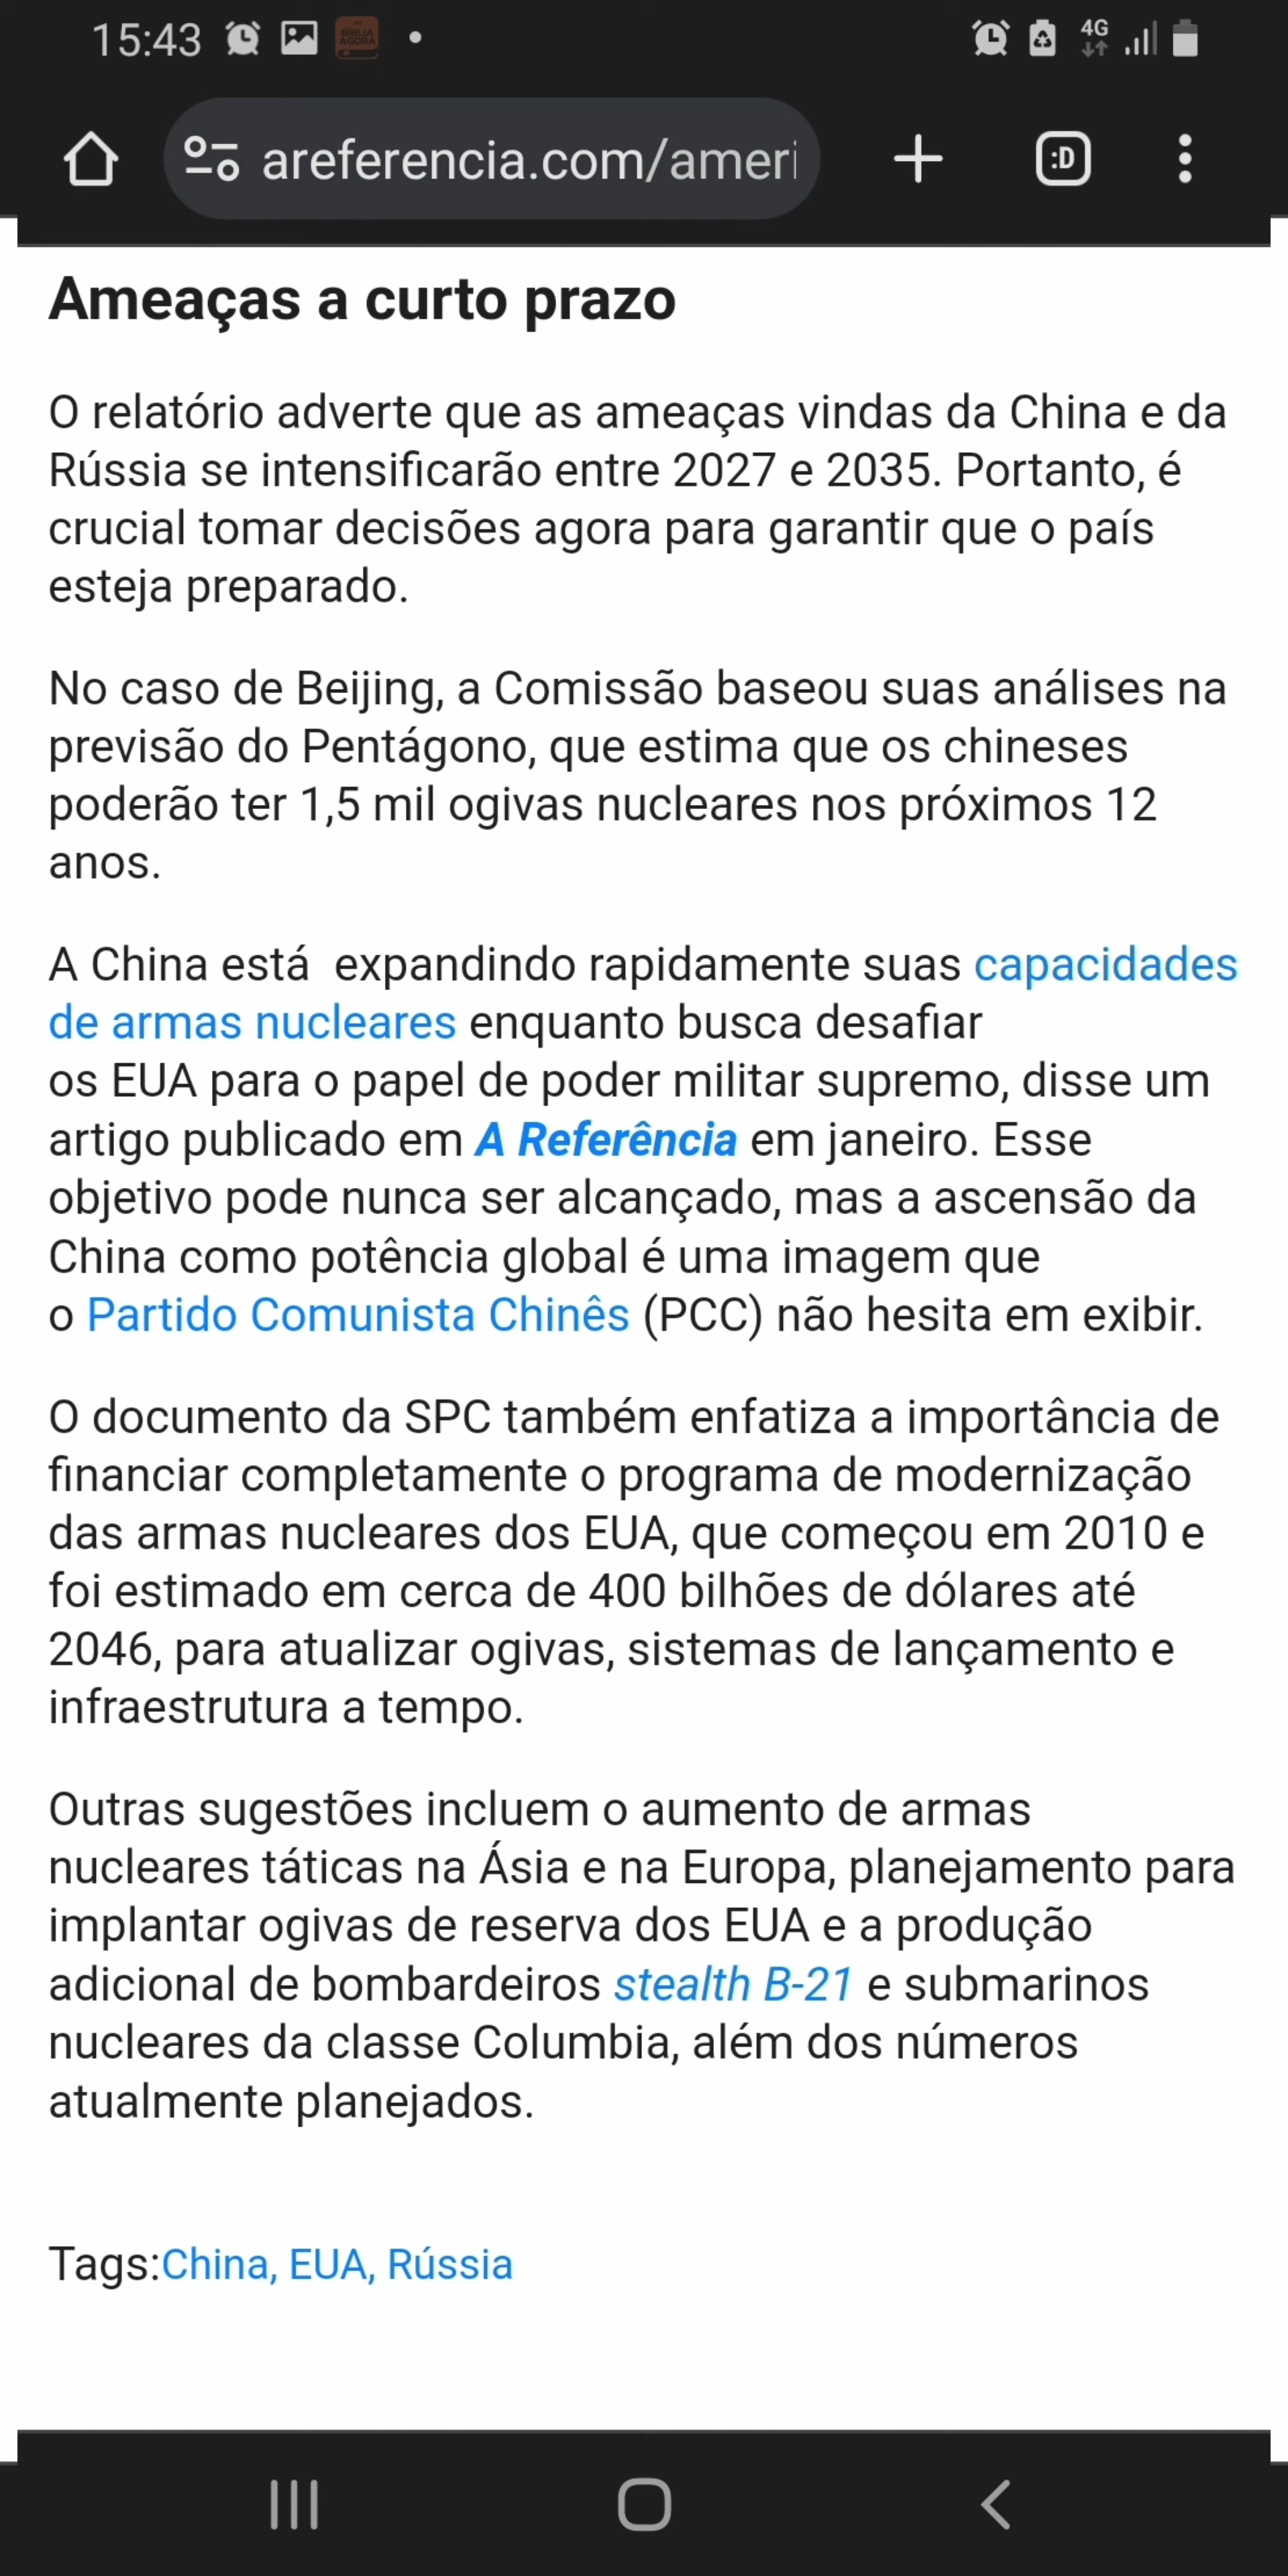 15:43
BÍBLIA
AGORA
4G
areferencia.com/ameri
:D
Ameaças a curto prazo
O relatório adverte que as ameaças vindas da China e da
Rússia se intensificarão entre 2027 e 2035. Portanto, é
crucial tomar decisões agora para garantir que o país
esteja preparado.
No caso de Beijing, a Comissão baseou suas análises na
previsão do Pentágono, que estima que os chineses
poderão ter 1,5 mil ogivas nucleares nos próximos 12
anos.
A China está  expandindo rapidamente suas capacidades
de armas nucleares enquanto busca desafiar
os EUA para o papel de poder militar supremo, disse um
artigo publicado em A Referência em janeiro. Esse
objetivo pode nunca ser alcançado, mas a ascensão da
China como potência global é uma imagem que
o Partido Comunista Chinês (PCC) não hesita em exibir.
O documento da SPC também enfatiza a importância de
financiar completamente o programa de modernização
das armas nucleares dos EUA, que começou em 2010 e
foi estimado em cerca de 400 bilhões de dólares até
2046, para atualizar ogivas, sistemas de lançamento e
infraestrutura a tempo.
Outras sugestões incluem o aumento de armas
nucleares táticas na Ásia e na Europa, planejamento para
implantar ogivas de reserva dos EUA e a produção
adicional de bombardeiros stealth B-21 e submarinos
nucleares da classe Columbia, além dos números
atualmente planejados.
Tags:China, EUA, Rússia